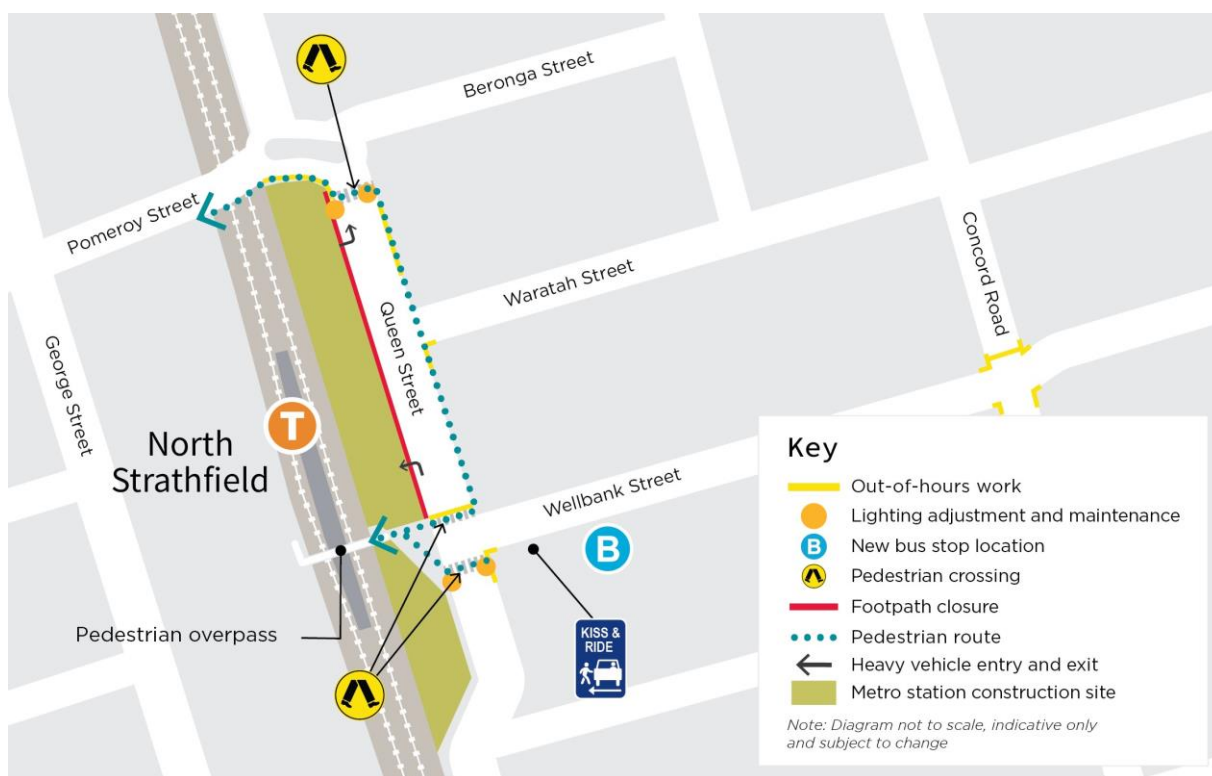 Beronga Street
Pomeroy Street
Waratah Street
Concord Road
Queen Street
George Street
T
North
Strathfield
Wellbank Street
B
Pedestrian overpass
KISS &
RIDE
Key
Out-of-hours work
Lighting adjustment and maintenance
B
New bus stop location
Pedestrian crossing
Footpath closure
Pedestrian route
Heavy vehicle entry and exit
Metro station construction site
Note: Diagram not to scale, indicative only
and subject to change